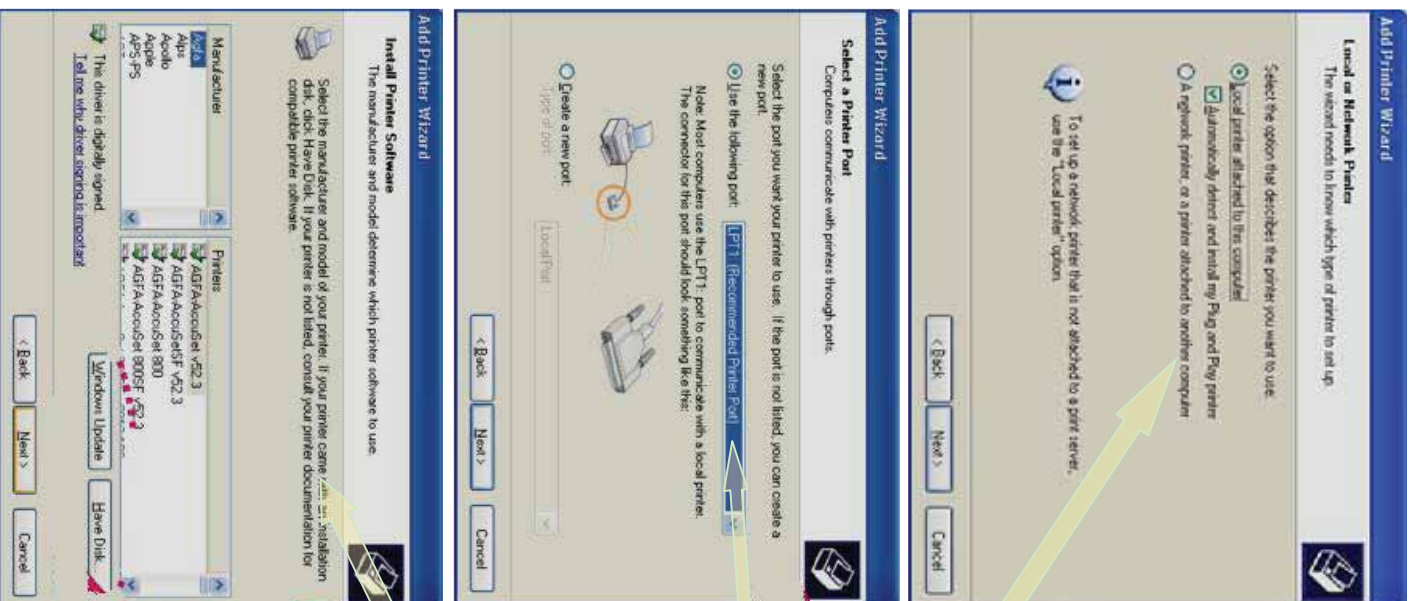 Add Printer Wizard
Local or Network Printer
The wizard needs to know which type of printer to set up.
Select the option that describes the printer you want to use:
Local printer attached to this computer
Automatically detect and install my Plug and Play printer
A network printer, or a printer attached to another computer
To set up a network printer that is not attached to a print server,
use the "Local printer" option.
< Back
Next >
Cancel
Add Printer Wizard
Select a Printer Port
Computers communicate with printers through ports.
Select the port you want your printer to use. If the port is not listed, you can create a
new port.
Use the following port:
LPT1: (Recommended Printer Port)
Note: Most computers use the LPT1: port to communicate with a local printer.
The connector for this port should look something like this:
Create a new port:
Type of port:
Local Port
< Back
Next >
Cancel
Add Printer Wizard
Install Printer Software
The manufacturer and model determine which printer software to use.
Select the manufacturer and model of your printer. If your printer came with an installation
disk, click Have Disk. If your printer is not listed, consult your printer documentation for
compatible printer software.
Manufacturer
Agfa
Alps
Apollo
Apple
APS-PS
Printers
AGFA-AccuSet v52.3
AGFA-AccuSetSF v52.3
AGFA-AccuSet 800
AGFA-AccuSet 800SF v52.3
This driver is digitally signed.
Tell me why driver signing is important
Windows Update
Have Disk...
< Back
Next >
Cancel